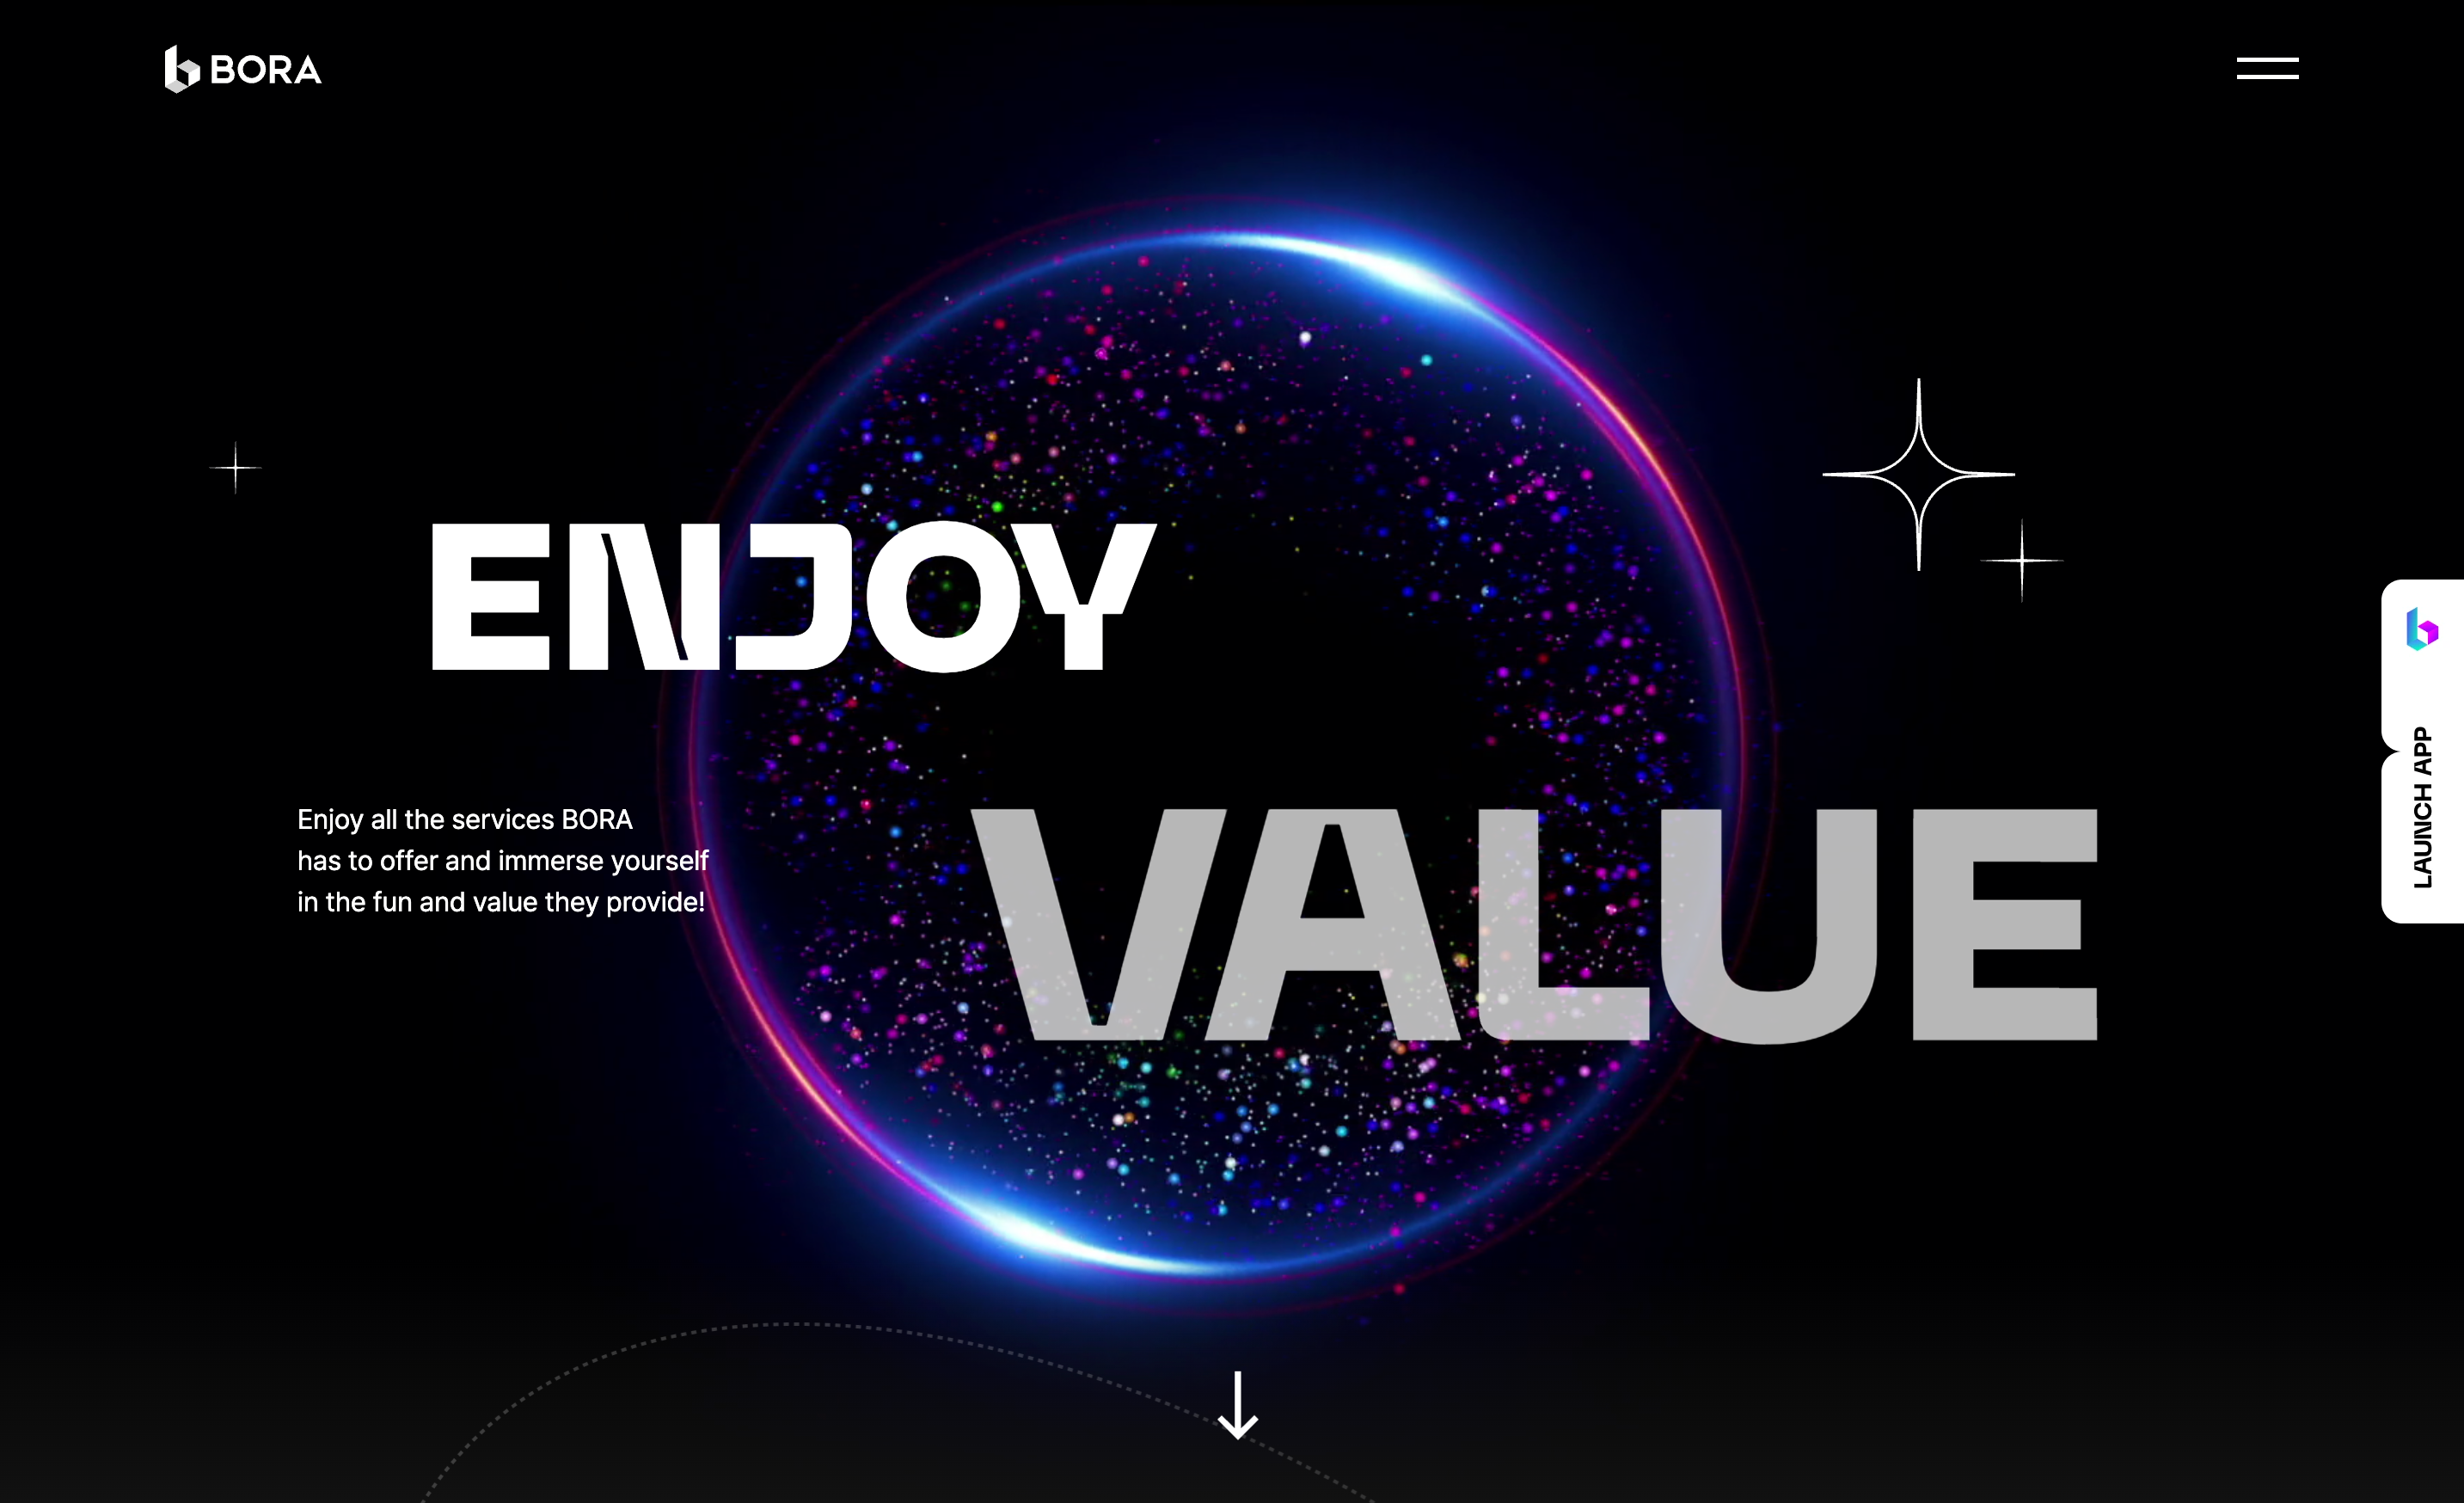 BORA
ENJOY
Enjoy all the services BORA
has to offer and immerse yourself
in the fun and value they provide!
VALUE
LAUNCH APP